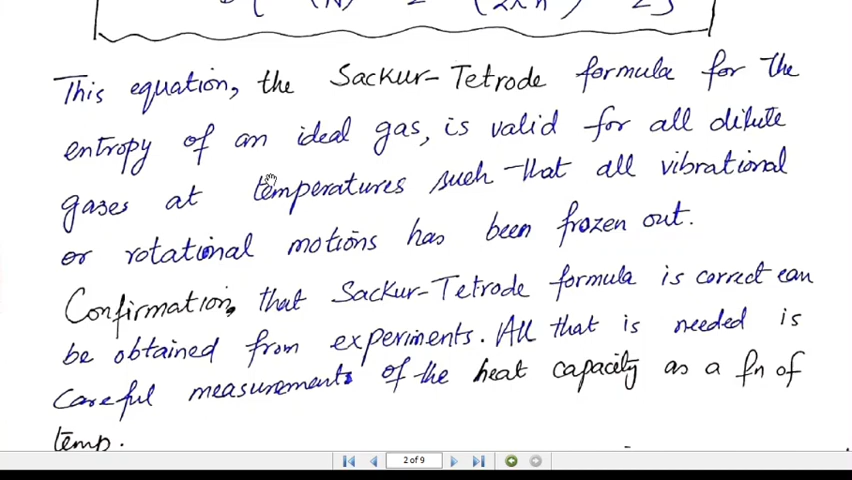 This equation, the Sackur-Tetrode formula for the
entropy of an ideal gas, is valid for all dilute
gases at temperatures such that all vibrational
or rotational motions has been frozen out.
Confirmation, that Sackur-Tetrode formula is correct can
be obtained from experiments. All that is needed is
careful measurements of the heat capacity as a fn of
temp.
2 of 9